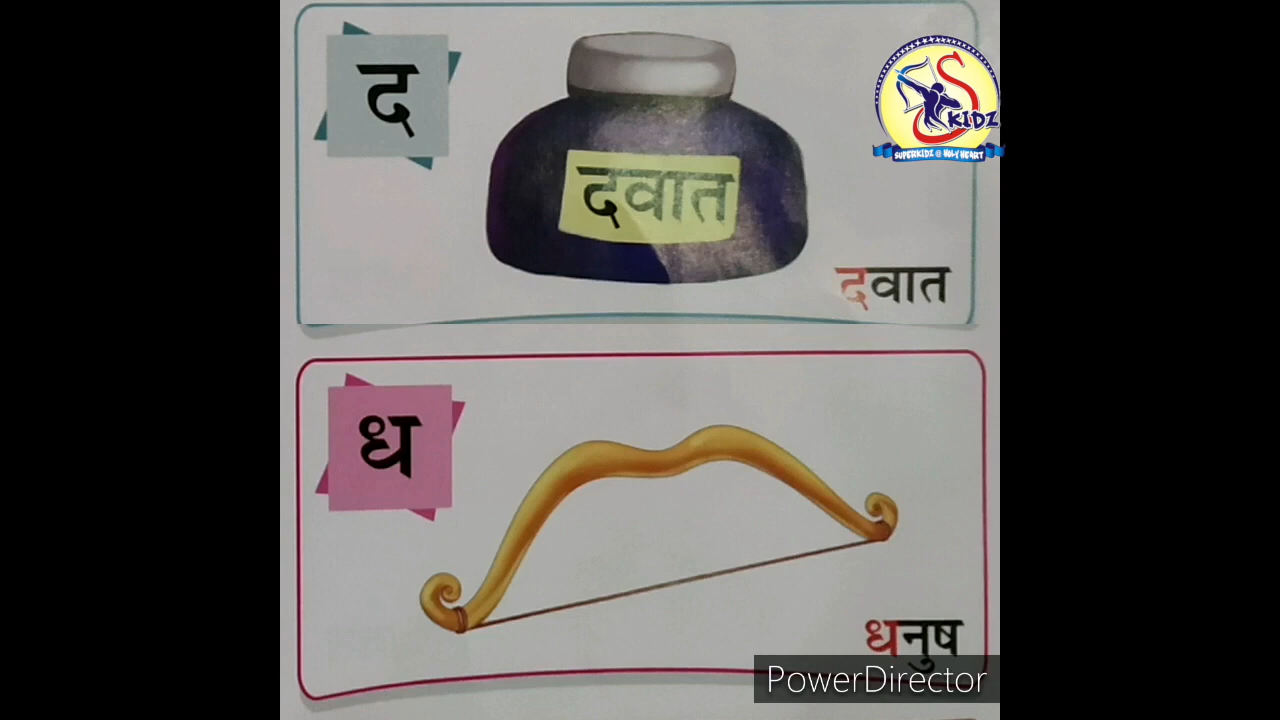 द
दवात
दवात
S KIDZ
SUPERKIDZ @ HOLY HEART
ध
धनुष
PowerDirector